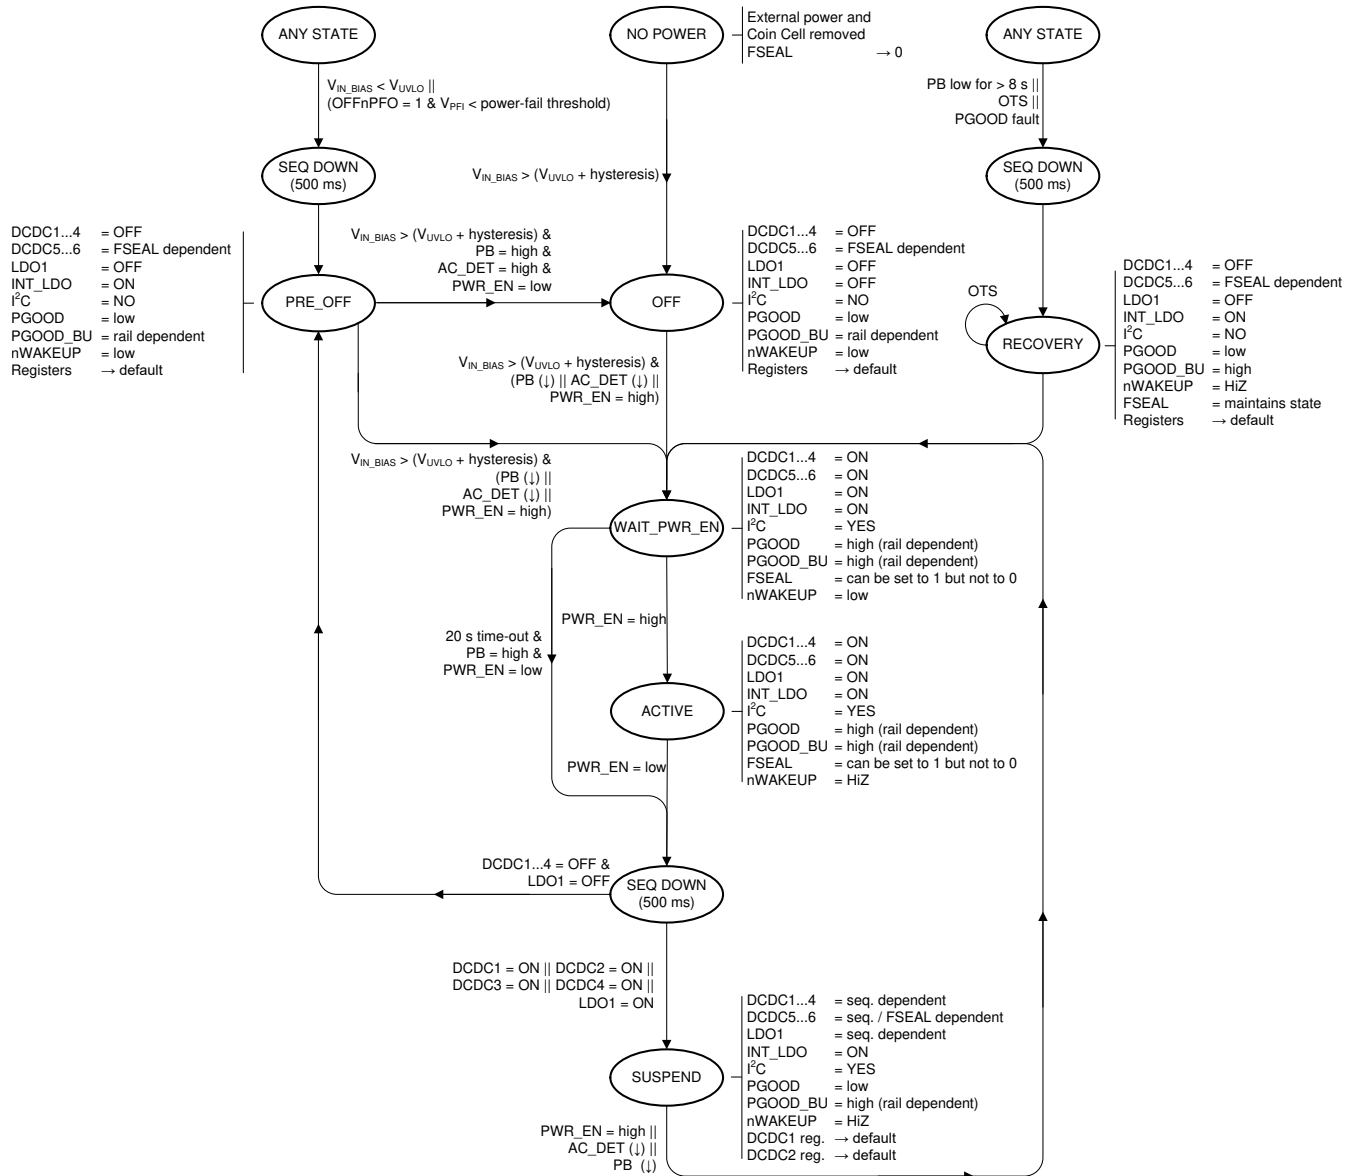 ANY STATE
NO POWER
External power and
Coin Cell removed
FSEAL → 0
ANY STATE
V_IN_BIAS < V_UVLO ||
(OFFnPFO = 1 & V_PFI < power-fail threshold)
PB low for > 8 s ||
OTS ||
PGOOD fault
SEQ DOWN
(500 ms)
V_IN_BIAS > (V_UVLO + hysteresis)
SEQ DOWN
(500 ms)
DCDC1...4 = OFF
DCDC5...6 = FSEAL dependent
LDO1 = OFF
INT_LDO = ON
I²C = NO
PGOOD = low
PGOOD_BU = rail dependent
nWAKEUP = low
Registers → default
PRE_OFF
V_IN_BIAS > (V_UVLO + hysteresis) &
PB = high &
AC_DET = high &
PWR_EN = low
OFF
DCDC1...4 = OFF
DCDC5...6 = FSEAL dependent
LDO1 = OFF
INT_LDO = OFF
I²C = NO
PGOOD = low
PGOOD_BU = rail dependent
nWAKEUP = low
Registers → default
OTS
RECOVERY
DCDC1...4 = OFF
DCDC5...6 = FSEAL dependent
LDO1 = OFF
INT_LDO = ON
I²C = NO
PGOOD = low
PGOOD_BU = high
nWAKEUP = HiZ
FSEAL = maintains state
Registers → default
V_IN_BIAS > (V_UVLO + hysteresis) &
(PB (↓) || AC_DET (↓) ||
PWR_EN = high)
V_IN_BIAS > (V_UVLO + hysteresis) &
(PB (↓) ||
AC_DET (↓) ||
PWR_EN = high)
WAIT_PWR_EN
DCDC1...4 = ON
DCDC5...6 = ON
LDO1 = ON
INT_LDO = ON
I²C = YES
PGOOD = high (rail dependent)
PGOOD_BU = high (rail dependent)
FSEAL = can be set to 1 but not to 0
nWAKEUP = low
PWR_EN = high
20 s time-out &
PB = high &
PWR_EN = low
ACTIVE
DCDC1...4 = ON
DCDC5...6 = ON
LDO1 = ON
INT_LDO = ON
I²C = YES
PGOOD = high (rail dependent)
PGOOD_BU = high (rail dependent)
FSEAL = can be set to 1 but not to 0
nWAKEUP = HiZ
PWR_EN = low
DCDC1...4 = OFF &
LDO1 = OFF
SEQ DOWN
(500 ms)
DCDC1 = ON || DCDC2 = ON ||
DCDC3 = ON || DCDC4 = ON ||
LDO1 = ON
SUSPEND
DCDC1...4 = seq. dependent
DCDC5...6 = seq. / FSEAL dependent
LDO1 = seq. dependent
INT_LDO = ON
I²C = YES
PGOOD = low
PGOOD_BU = high (rail dependent)
nWAKEUP = HiZ
DCDC1 reg. → default
DCDC2 reg. → default
PWR_EN = high ||
AC_DET (↓) ||
PB (↓)